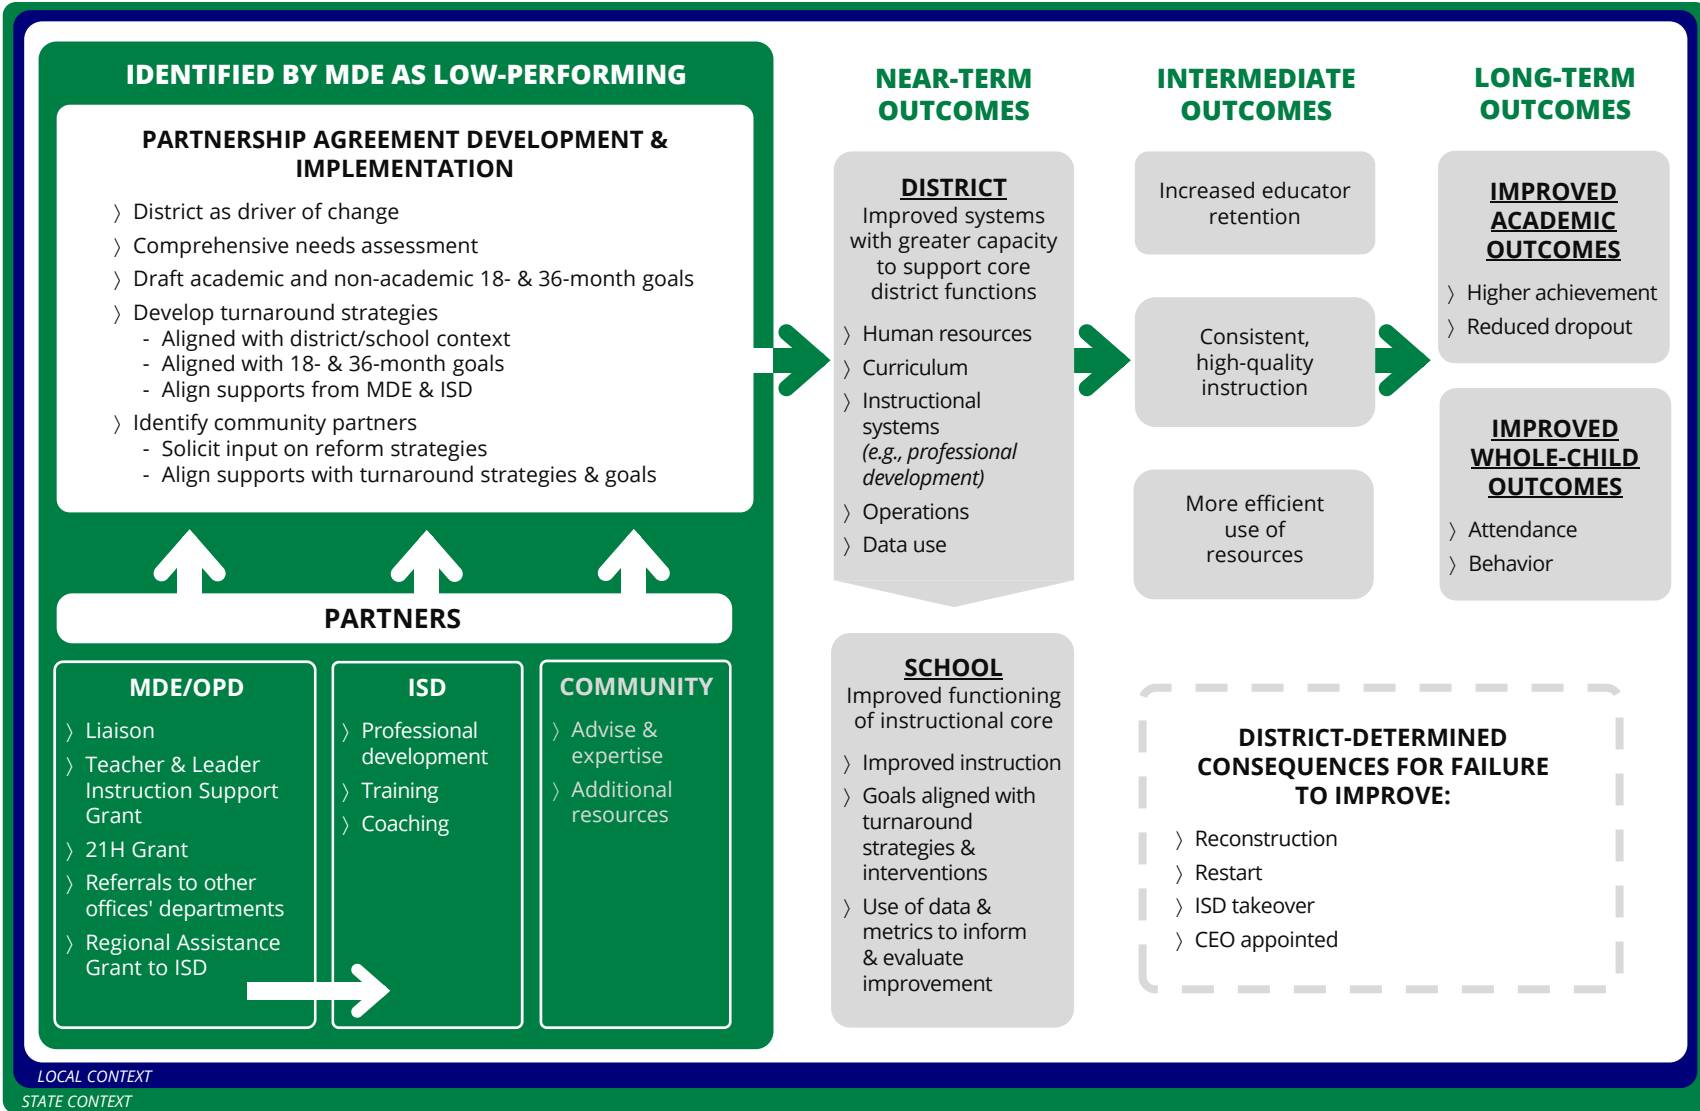 IDENTIFIED BY MDE AS LOW-PERFORMING
PARTNERSHIP AGREEMENT DEVELOPMENT &
IMPLEMENTATION
〉 District as driver of change
〉 Comprehensive needs assessment
〉 Draft academic and non-academic 18- & 36-month goals
〉 Develop turnaround strategies
- Aligned with district/school context
- Aligned with 18- & 36-month goals
- Align supports from MDE & ISD
〉 Identify community partners
- Solicit input on reform strategies
- Align supports with turnaround strategies & goals
PARTNERS
MDE/OPD
〉 Liaison
〉 Teacher & Leader
Instruction Support
Grant
〉 21H Grant
〉 Referrals to other
offices' departments
〉 Regional Assistance
Grant to ISD
ISD
〉 Professional
development
〉 Training
〉 Coaching
COMMUNITY
〉 Advise &
expertise
〉 Additional
resources
NEAR-TERM
OUTCOMES
DISTRICT
Improved systems
with greater capacity
to support core
district functions
〉 Human resources
〉 Curriculum
〉 Instructional
systems
(e.g., professional
development)
〉 Operations
〉 Data use
SCHOOL
Improved functioning
of instructional core
〉 Improved instruction
〉 Goals aligned with
turnaround
strategies &
interventions
〉 Use of data &
metrics to inform
& evaluate
improvement
INTERMEDIATE
OUTCOMES
Increased educator
retention
Consistent,
high-quality
instruction
More efficient
use of
resources
LONG-TERM
OUTCOMES
IMPROVED
ACADEMIC
OUTCOMES
〉 Higher achievement
〉 Reduced dropout
IMPROVED
WHOLE-CHILD
OUTCOMES
〉 Attendance
〉 Behavior
DISTRICT-DETERMINED
CONSEQUENCES FOR FAILURE
TO IMPROVE:
〉 Reconstruction
〉 Restart
〉 ISD takeover
〉 CEO appointed
LOCAL CONTEXT
STATE CONTEXT